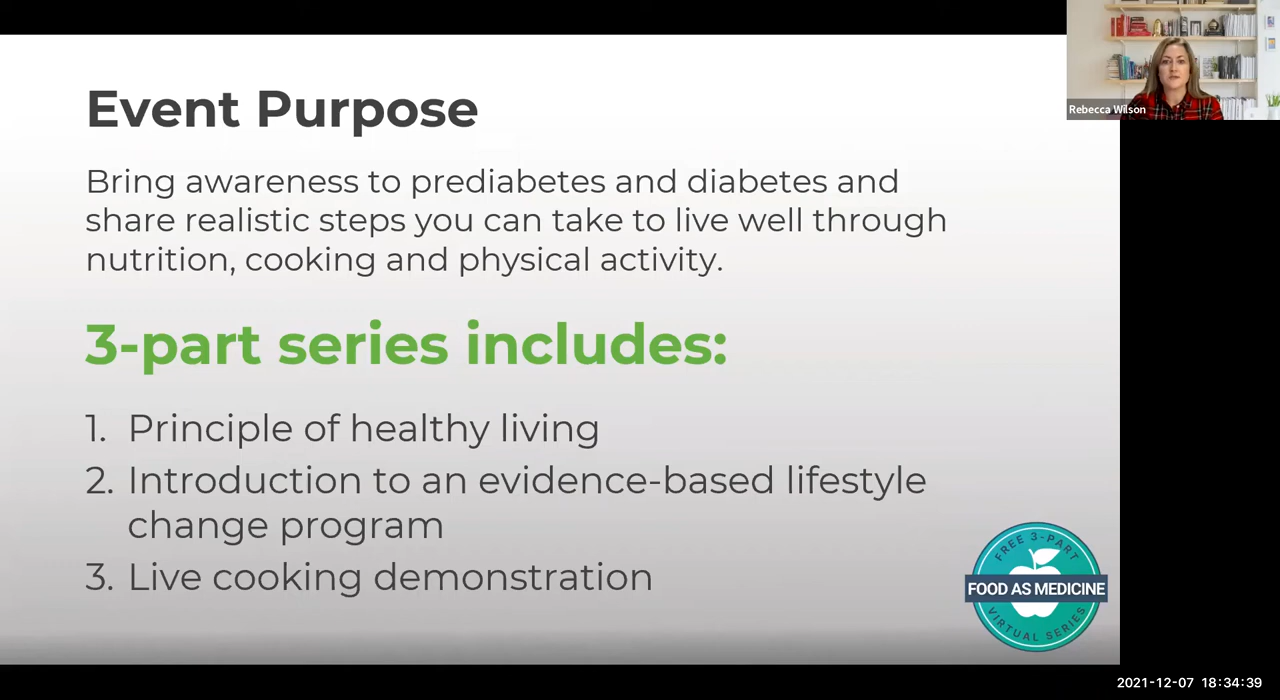 Rebecca Wilson
Event Purpose
Bring awareness to prediabetes and diabetes and
share realistic steps you can take to live well through
nutrition, cooking and physical activity.
3-part series includes:
1. Principle of healthy living
2. Introduction to an evidence-based lifestyle
change program
3. Live cooking demonstration
FREE 3-PART
FOOD AS MEDICINE
VIRTUAL SERIES
2021-12-07 18:34:39